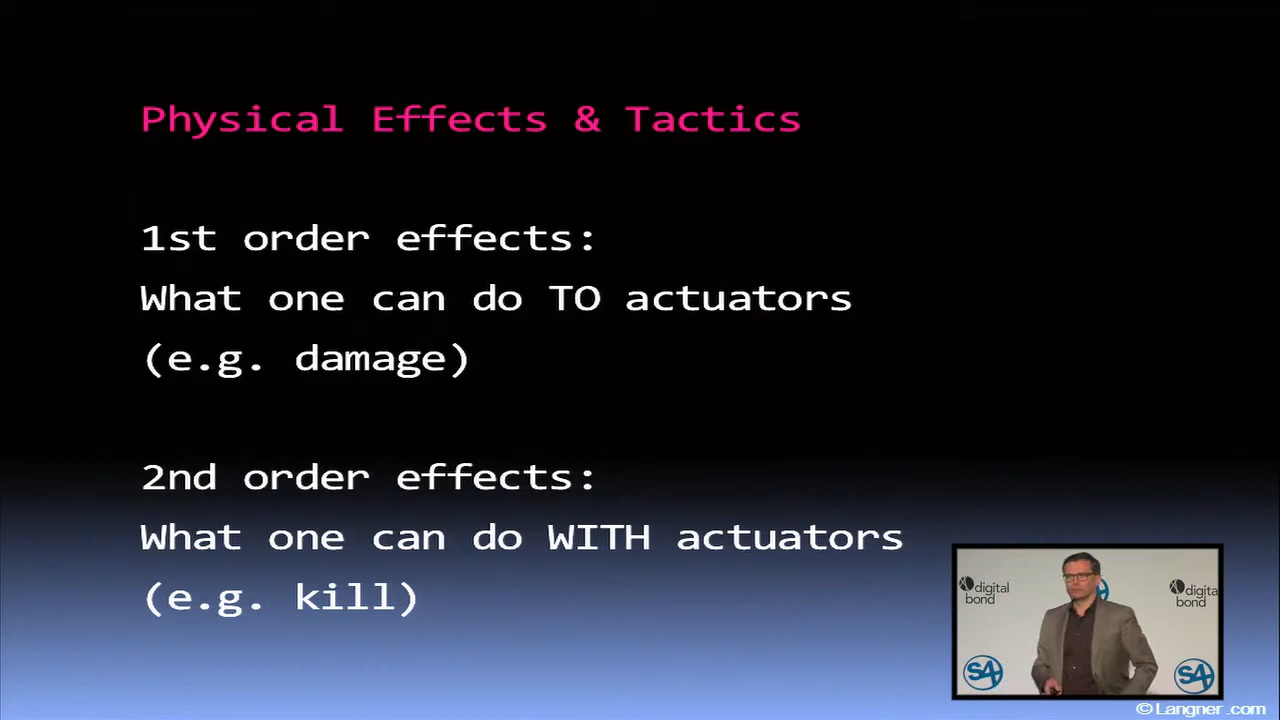 Physical Effects & Tactics
1st order effects:
What one can do TO actuators
(e.g. damage)
2nd order effects:
What one can do WITH actuators
(e.g. kill)
digital
bond
digital
bond
S4
S4
©Langner.com